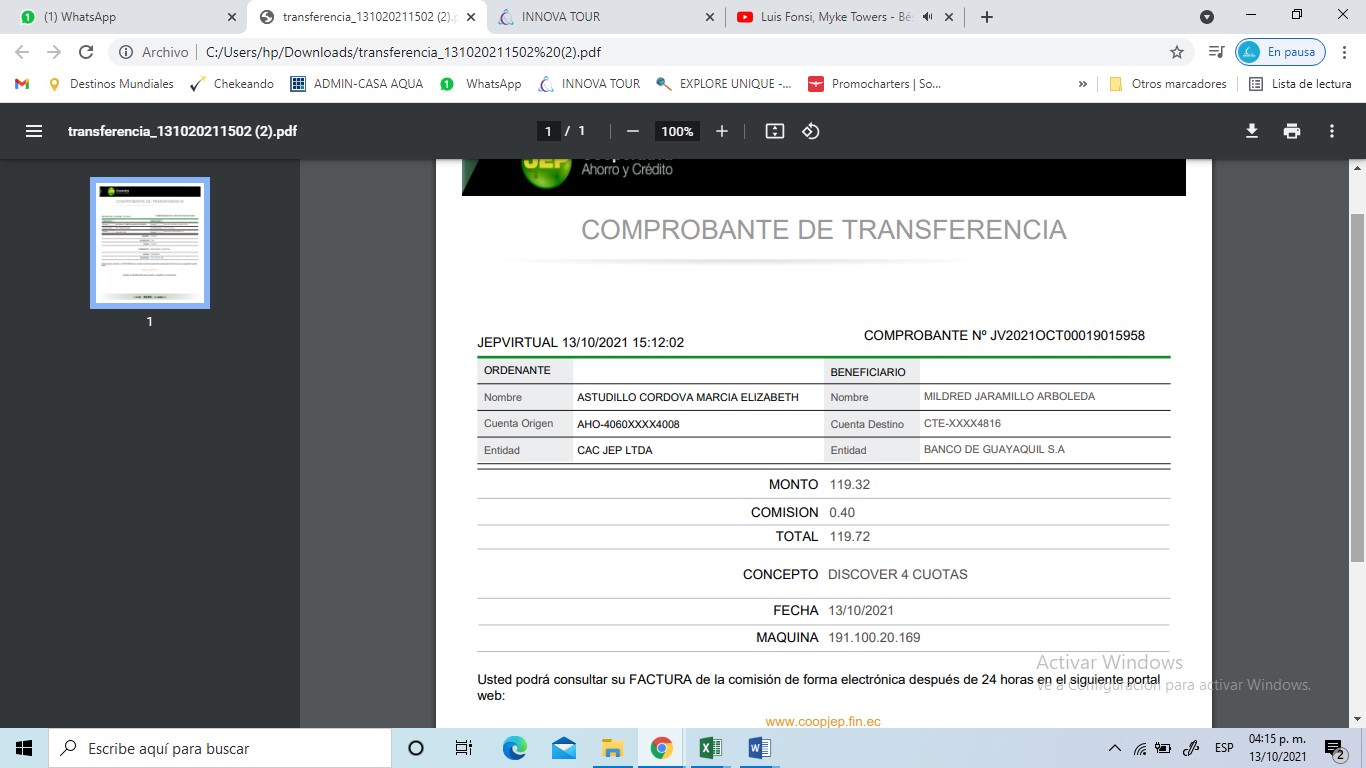 (1) WhatsApp
transferencia_131020211502 (2).p
INNOVA TOUR
Luis Fonsi, Myke Towers - Bé
Archivo | C:/Users/hp/Downloads/transferencia_131020211502%20(2).pdf
En pausa
Destinos Mundiales
Chekeando
ADMIN-CASA AQUA
WhatsApp
INNOVA TOUR
EXPLORE UNIQUE -...
Promocharters | So...
»
Otros marcadores
Lista de lectura
transferencia_131020211502 (2).pdf
1 / 1
100%
1
JEP
Ahorro y Crédito
COMPROBANTE DE TRANSFERENCIA
JEPVIRTUAL 13/10/2021 15:12:02
COMPROBANTE Nº JV2021OCT00019015958
ORDENANTE BENEFICIARIO
Nombre ASTUDILLO CORDOVA MARCIA ELIZABETH Nombre MILDRED JARAMILLO ARBOLEDA
Cuenta Origen AHO-4060XXXX4008 Cuenta Destino CTE-XXXX4816
Entidad CAC JEP LTDA Entidad BANCO DE GUAYAQUIL S.A
MONTO 119.32
COMISION 0.40
TOTAL 119.72
CONCEPTO DISCOVER 4 CUOTAS
FECHA 13/10/2021
MAQUINA 191.100.20.169
Activar Windows
Usted podrá consultar su FACTURA de la comisión de forma electrónica después de 24 horas en el siguiente portal
Ve a Configuración para activar Windows.
web:
www.coopjep.fin.ec
Escribe aquí para buscar
ESP
04:15 p. m.
13/10/2021
2